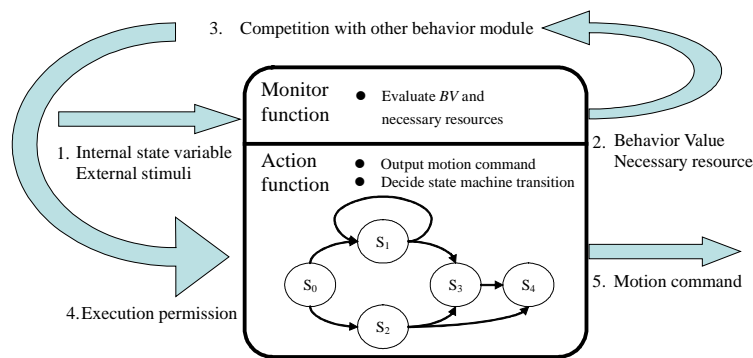 3. Competition with other behavior module
Monitor
function
● Evaluate BV and
necessary resources
1. Internal state variable
External stimuli
2. Behavior Value
Necessary resource
Action
function
● Output motion command
● Decide state machine transition
S1
S0
S3
S4
S2
4.Execution permission
5. Motion command